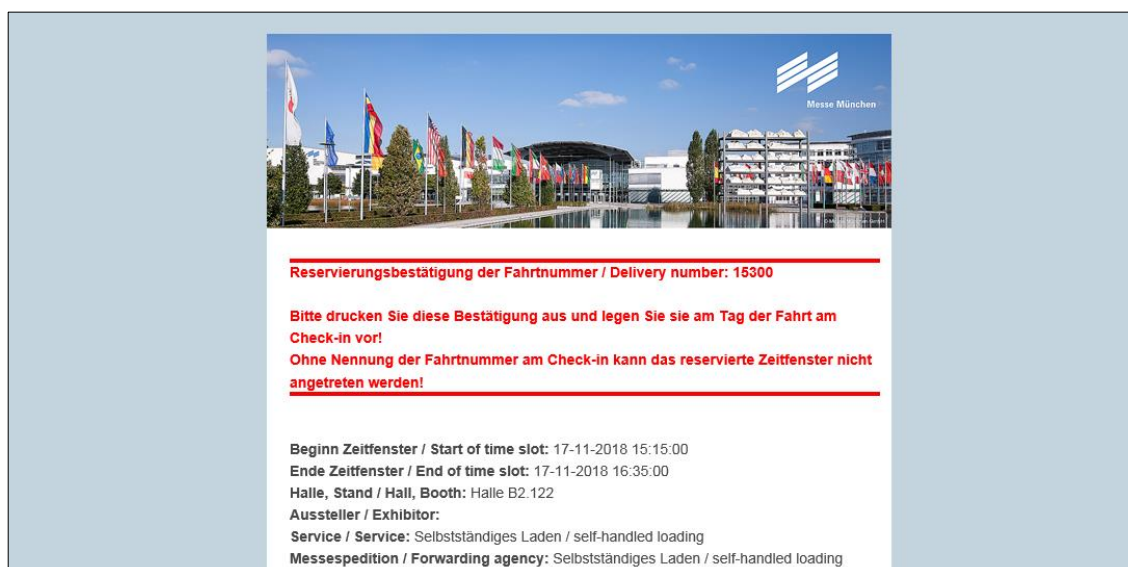 Messe München
Reservierungsbestätigung der Fahrtnummer / Delivery number: 15300
Bitte drucken Sie diese Bestätigung aus und legen Sie sie am Tag der Fahrt am
Check-in vor!
Ohne Nennung der Fahrtnummer am Check-in kann das reservierte Zeitfenster nicht
angetreten werden!
Beginn Zeitfenster / Start of time slot: 17-11-2018 15:15:00
Ende Zeitfenster / End of time slot: 17-11-2018 16:35:00
Halle, Stand / Hall, Booth: Halle B2.122
Aussteller / Exhibitor:
Service / Service: Selbstständiges Laden / self-handled loading
Messespedition / Forwarding agency: Selbstständiges Laden / self-handled loading